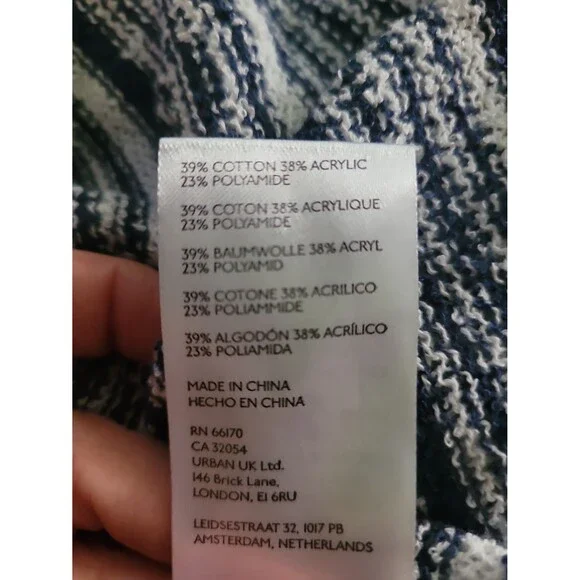 39% COTTON 38% ACRYLIC
23% POLYAMIDE
39% COTON 38% ACRYLIQUE
23% POLYAMIDE
39% BAUMWOLLE 38% ACRYL
23% POLYAMID
39% COTONE 38% ACRILICO
23% POLIAMMIDE
39% ALGODÓN 38% ACRÍLICO
23% POLIAMIDA
MADE IN CHINA
HECHO EN CHINA
RN 66170
CA 32054
URBAN UK Ltd.
146 Brick Lane,
LONDON, E1 6RU
LEIDSESTRAAT 32, 1017 PB
AMSTERDAM, NETHERLANDS